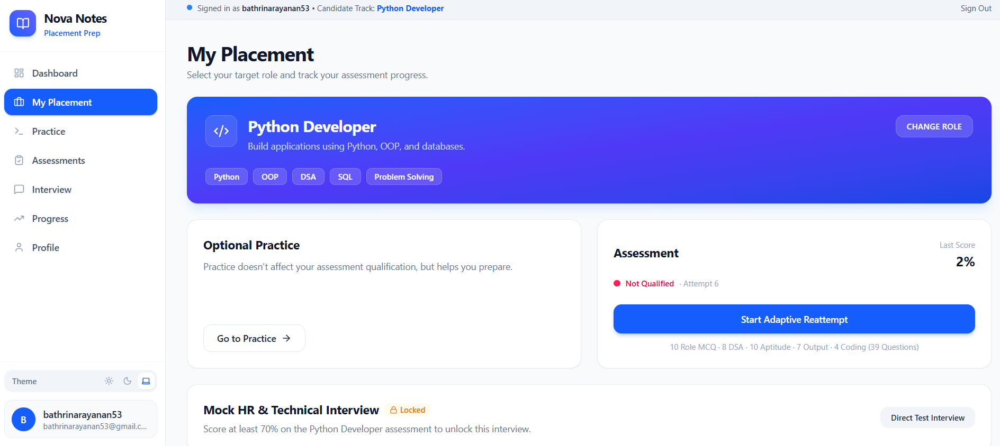 Nova Notes
Placement Prep
Dashboard
My Placement
Practice
Assessments
Interview
Progress
Profile
Theme
B
bathrinarayanan53
bathrinarayanan53@gmail.c...
Signed in as bathrinarayanan53 • Candidate Track: Python Developer
Sign Out
My Placement
Select your target role and track your assessment progress.
Python Developer
Build applications using Python, OOP, and databases.
CHANGE ROLE
Python
OOP
DSA
SQL
Problem Solving
Optional Practice
Practice doesn't affect your assessment qualification, but helps you prepare.
Go to Practice →
Assessment
Last Score
2%
Not Qualified · Attempt 6
Start Adaptive Reattempt
10 Role MCQ · 8 DSA · 10 Aptitude · 7 Output · 4 Coding (39 Questions)
Mock HR & Technical Interview
Locked
Score at least 70% on the Python Developer assessment to unlock this interview.
Direct Test Interview